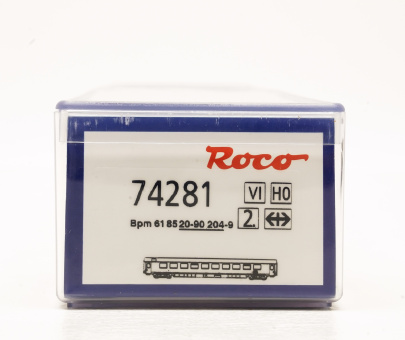 Roco
74281 VI H0
Bpm 61 85 20-90 204-9 2.